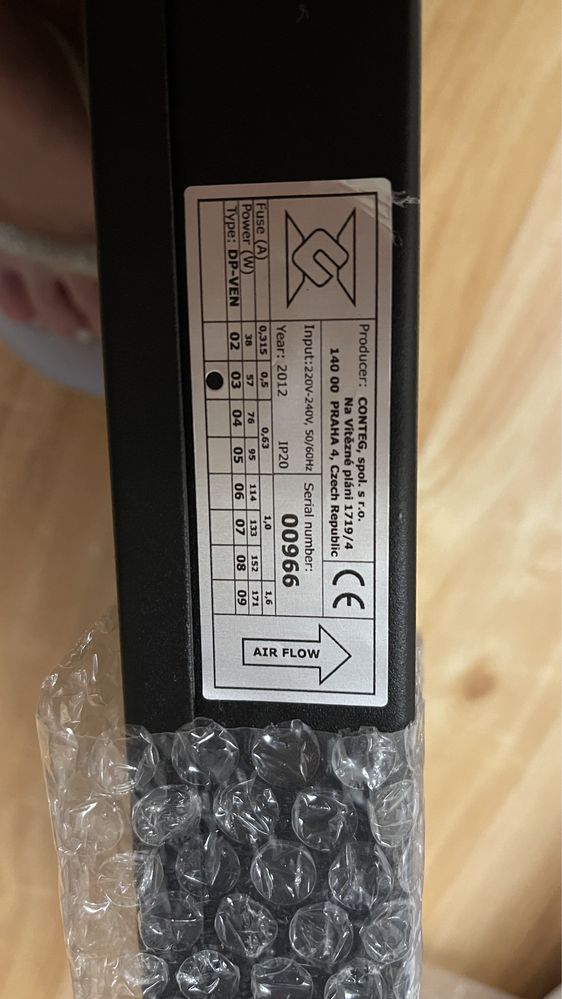 Producer: CONTEG, spol. s r.o.
Na Vítězné pláni 1719/4
140 00 PRAHA 4, Czech Republic
CE
Input:220V-240V, 50/60Hz
Year: 2012 IP20
Serial number:
00966
AIR FLOW
Fuse (A) 0,315 0,5 0,63 1,0 1,6
Power (W) 38 57 76 95 114 133 152 171
Type: DP-VEN 02 03 04 05 06 07 08 09